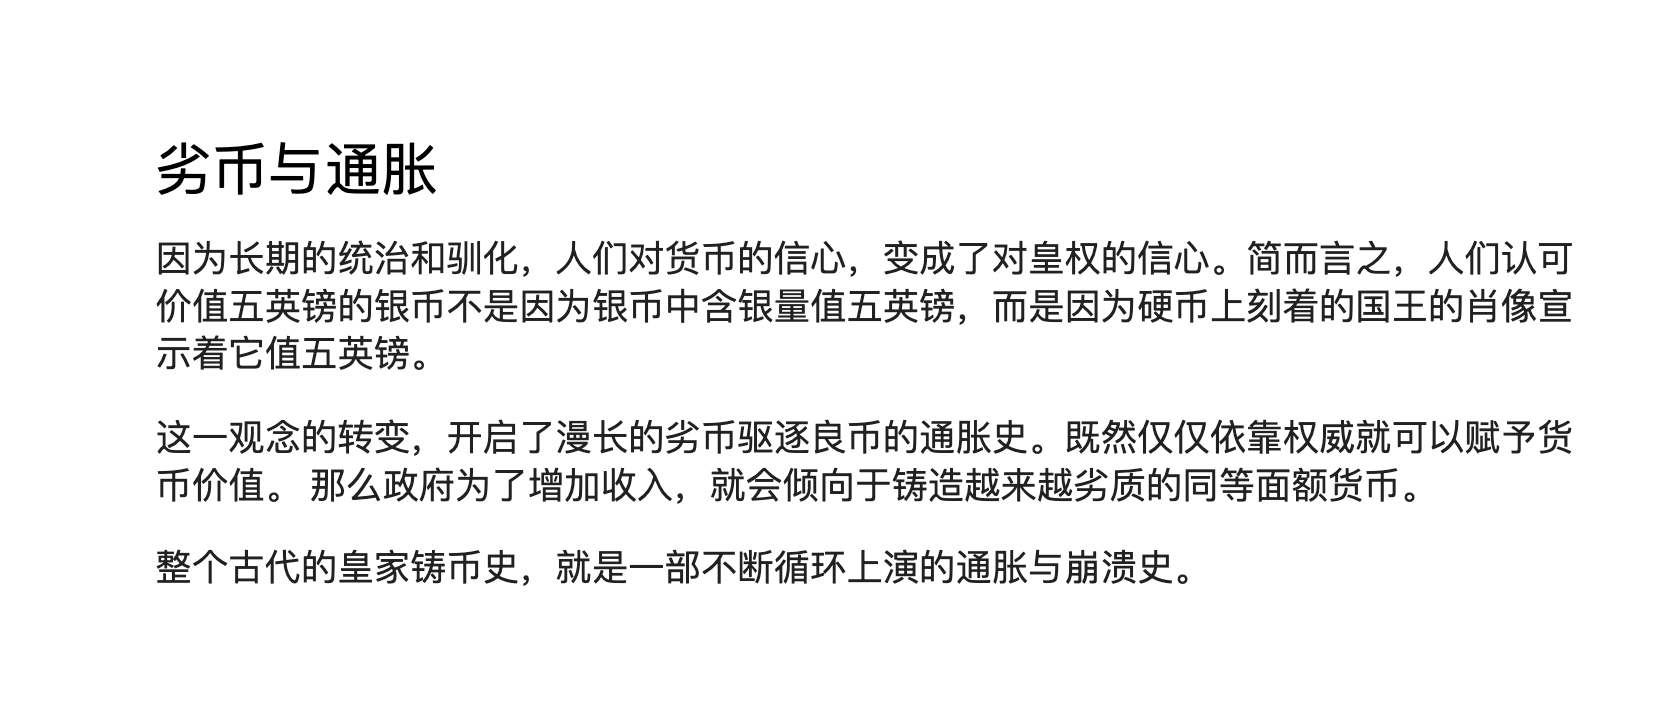 劣币与通胀
因为长期的统治和驯化，人们对货币的信心，变成了对皇权的信心。简而言之，人们认可
价值五英镑的银币不是因为银币中含银量值五英镑，而是因为硬币上刻着的国王的肖像宣
示着它值五英镑。
这一观念的转变，开启了漫长的劣币驱逐良币的通胀史。既然仅仅依靠权威就可以赋予货
币价值。 那么政府为了增加收入，就会倾向于铸造越来越劣质的同等面额货币。
整个古代的皇家铸币史，就是一部不断循环上演的通胀与崩溃史。